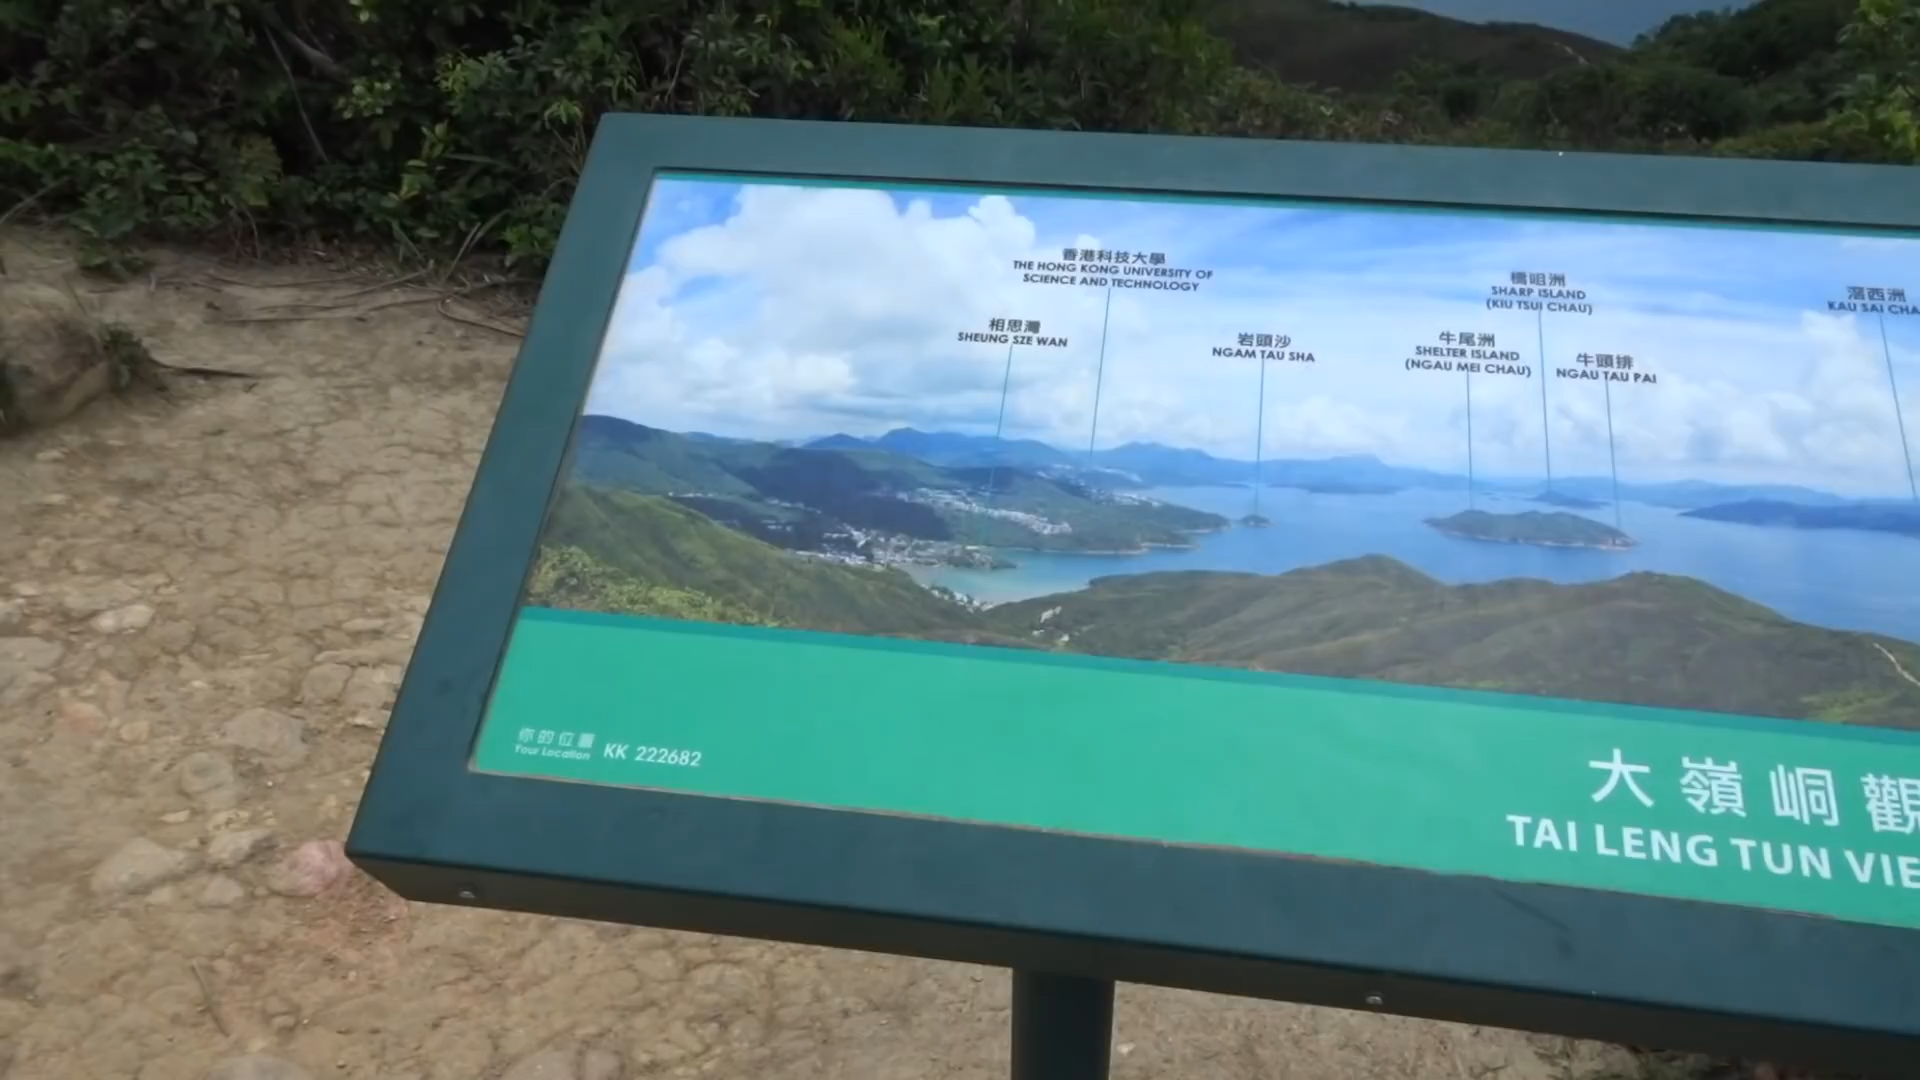 香港科技大學
THE HONG KONG UNIVERSITY OF
SCIENCE AND TECHNOLOGY
相思灣
SHEUNG SZE WAN
岩頭沙
NGAM TAU SHA
橋咀洲
SHARP ISLAND
(KIU TSUI CHAU)
牛尾洲
SHELTER ISLAND
(NGAU MEI CHAU)
牛頭排
NGAU TAU PAI
滘西洲
KAU SAI CHA
你的位置
Your Location KK 222682
大嶺峒觀
TAI LENG TUN VIE